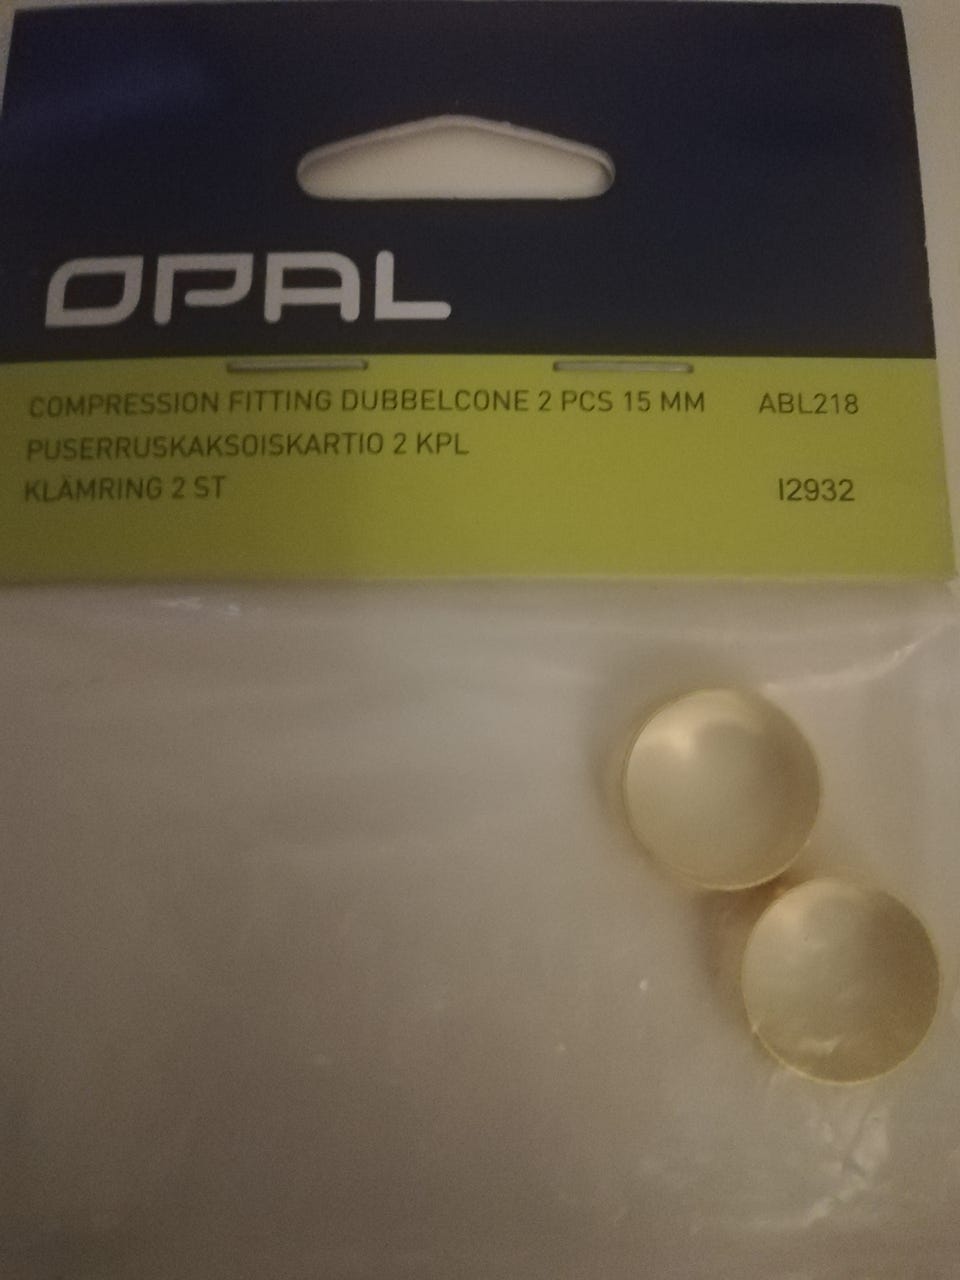 OPAL
COMPRESSION FITTING DUBBELCONE 2 PCS 15 MM ABL218
PUSERRUSKAKSOISKARTIO 2 KPL
KLÄMRING 2 ST I2932